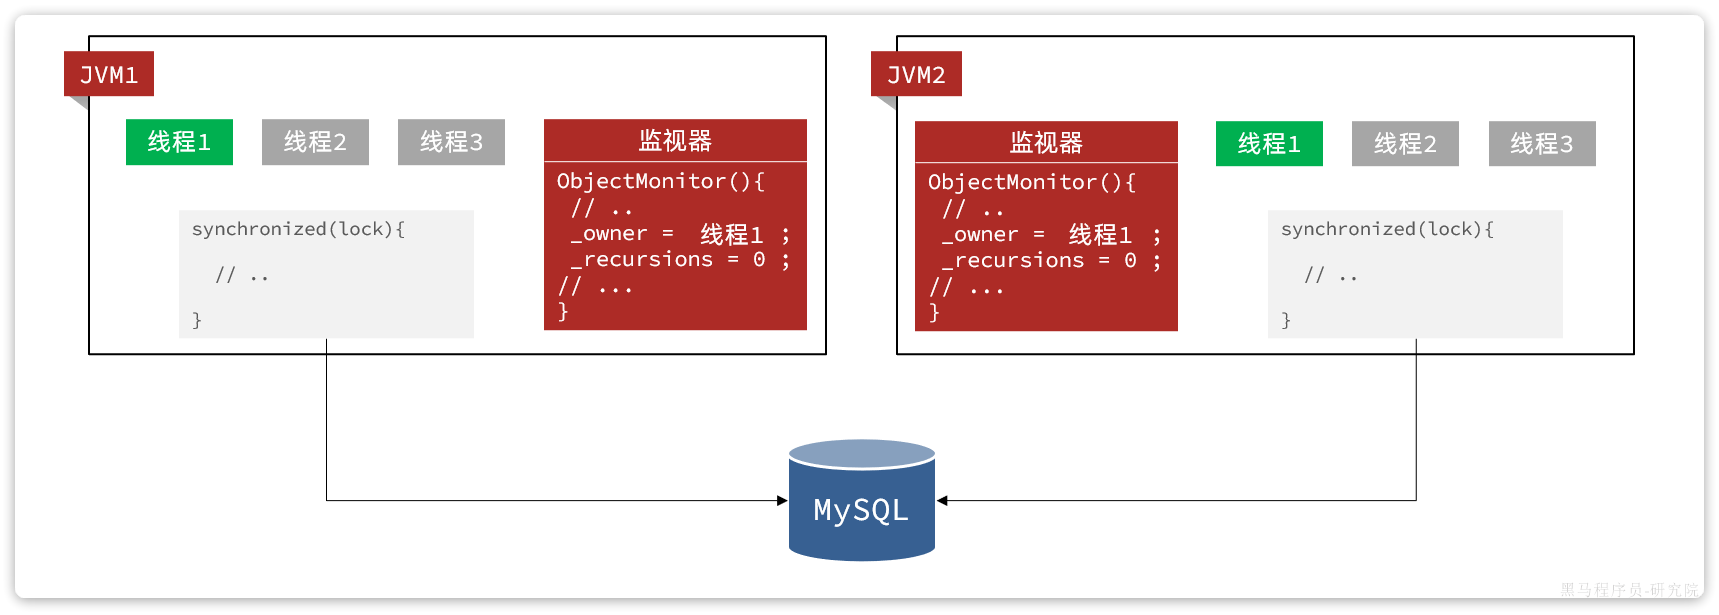 JVM1
线程1
线程2
线程3
监视器
ObjectMonitor(){
// ..
_owner = 线程1 ;
_recursions = 0 ;
// ...
}
synchronized(lock){
// ..
}
JVM2
监视器
ObjectMonitor(){
// ..
_owner = 线程1 ;
_recursions = 0 ;
// ...
}
线程1
线程2
线程3
synchronized(lock){
// ..
}
MySQL
黑马程序员-研究院